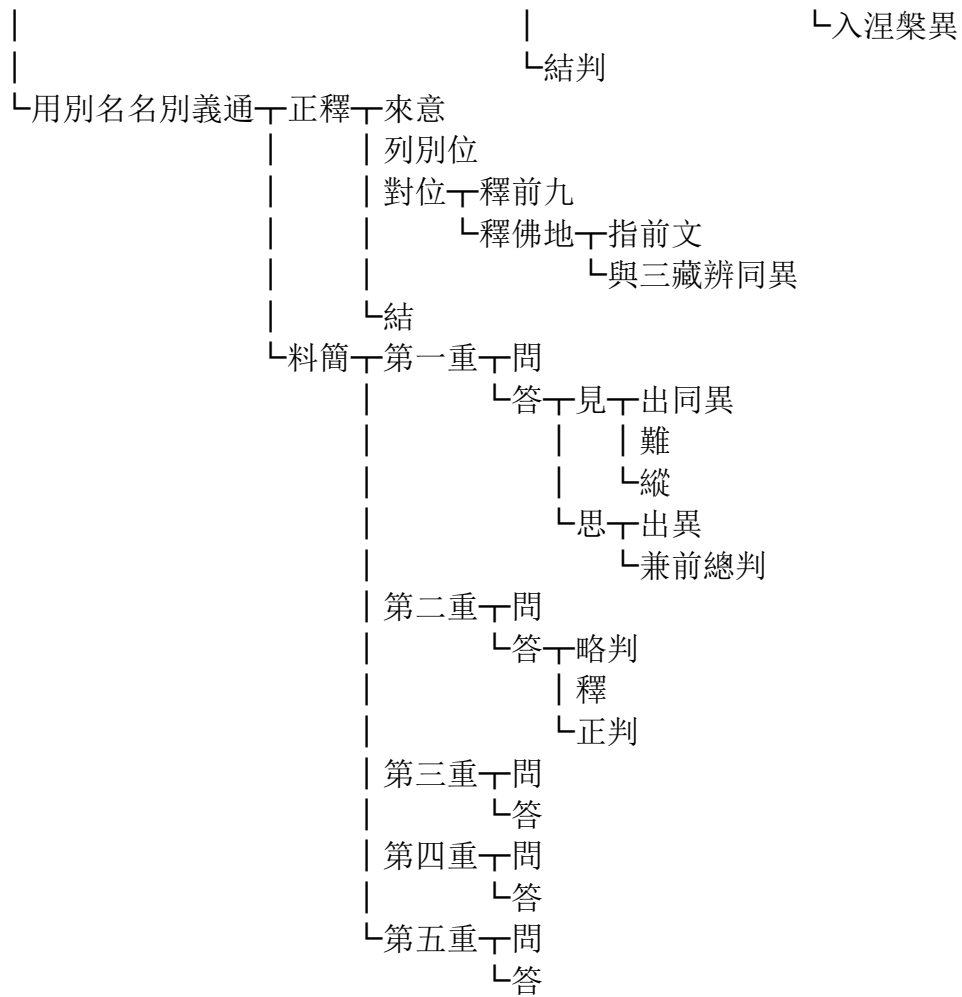 入涅槃異
結判
用別名名別義通 正釋 來意
列別位
對位 釋前九
釋佛地 指前文
與三藏辨同異
結
料簡 第一重 問
答 見 出同異
難
縱
思 出異
兼前總判
第二重 問
答 略判
釋
正判
第三重 問
答
第四重 問
答
第五重 問
答